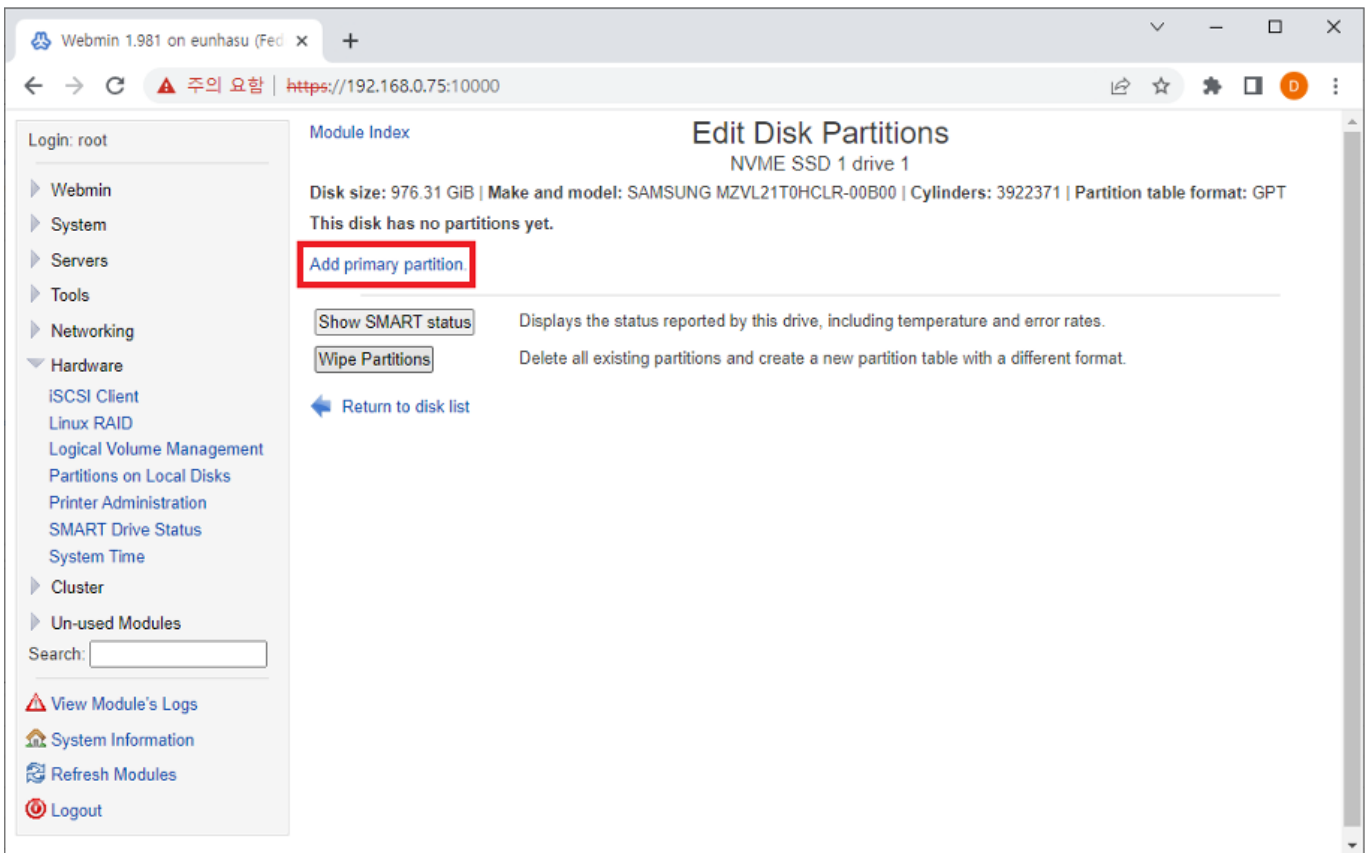 Webmin 1.981 on eunhasu (Fed
주의 요함 https://192.168.0.75:10000
D
Login: root
Webmin
System
Servers
Tools
Networking
Hardware
iSCSI Client
Linux RAID
Logical Volume Management
Partitions on Local Disks
Printer Administration
SMART Drive Status
System Time
Cluster
Un-used Modules
Search:
View Module's Logs
System Information
Refresh Modules
Logout
Module Index
Edit Disk Partitions
NVME SSD 1 drive 1
Disk size: 976.31 GiB | Make and model: SAMSUNG MZVL21T0HCLR-00B00 | Cylinders: 3922371 | Partition table format: GPT
This disk has no partitions yet.
Add primary partition.
Show SMART status Displays the status reported by this drive, including temperature and error rates.
Wipe Partitions Delete all existing partitions and create a new partition table with a different format.
Return to disk list